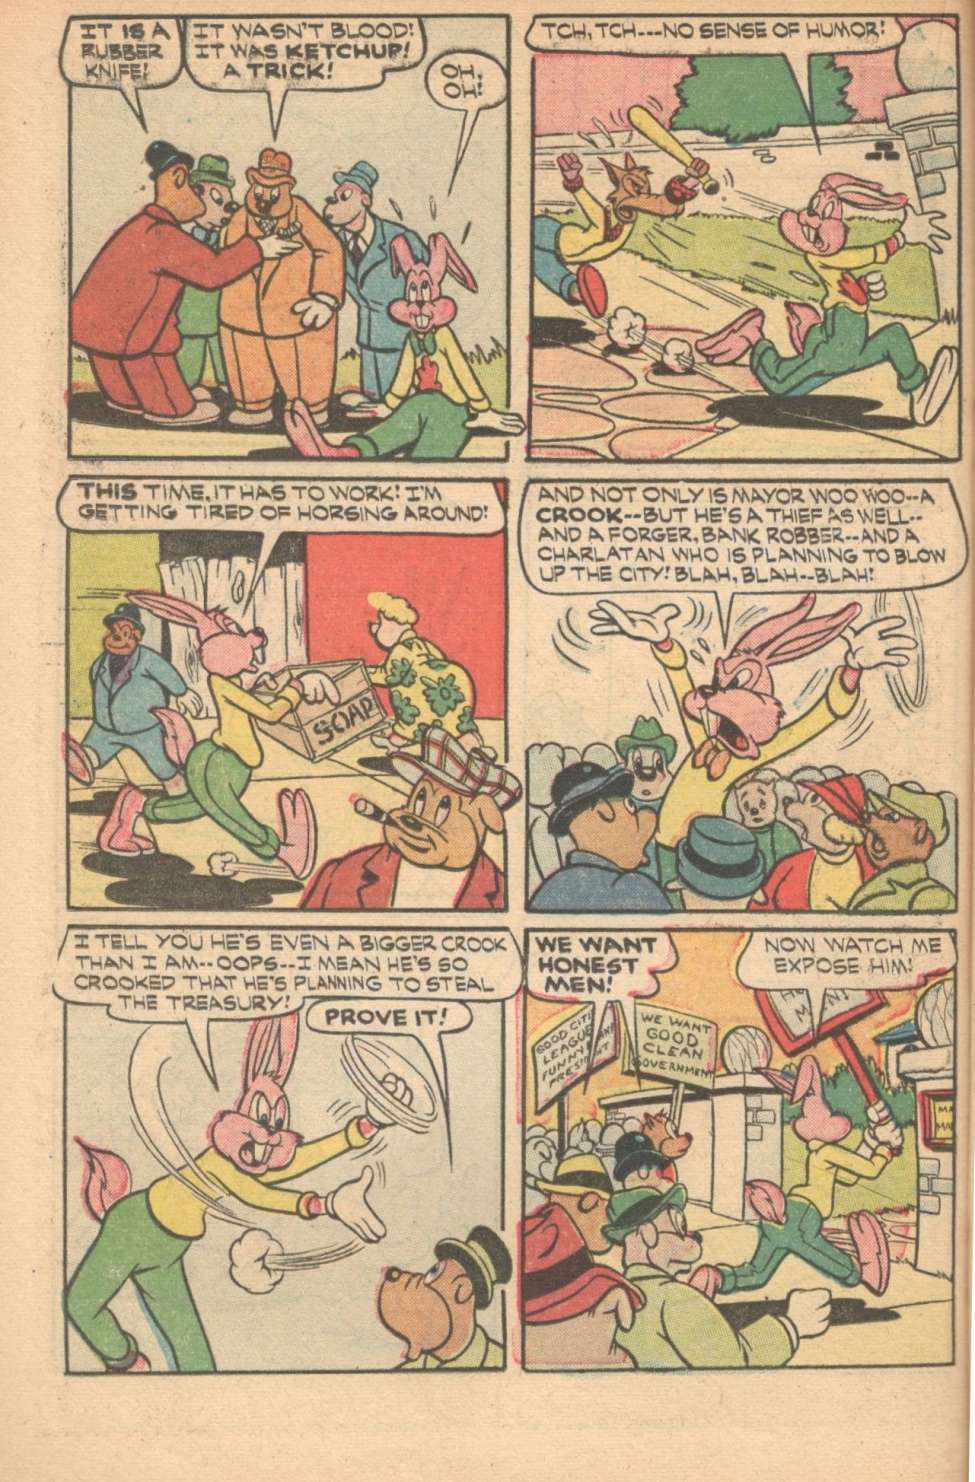 IT IS A
RUBBER
KNIFE!
IT WASN'T BLOOD!
IT WAS KETCHUP!
A TRICK!
OH,
OH!
TCH, TCH---NO SENSE OF HUMOR!
THIS TIME, IT HAS TO WORK! I'M
GETTING TIRED OF HORSING AROUND!
SOAP
AND NOT ONLY IS MAYOR WOO WOO--A
CROOK--BUT HE'S A THIEF AS WELL--
AND A FORGER, BANK ROBBER--AND A
CHARLATAN WHO IS PLANNING TO BLOW
UP THE CITY! BLAH, BLAH--BLAH!
I TELL YOU HE'S EVEN A BIGGER CROOK
THAN I AM--OOPS--I MEAN HE'S SO
CROOKED THAT HE'S PLANNING TO STEAL
THE TREASURY!
PROVE IT!
WE WANT
HONEST
MEN!
NOW WATCH ME
EXPOSE HIM!
GOOD CITI
LEAGUE
FUNNYMAN
PRESIDENT
WE WANT
GOOD
CLEAN
GOVERNMENT
MA
MA